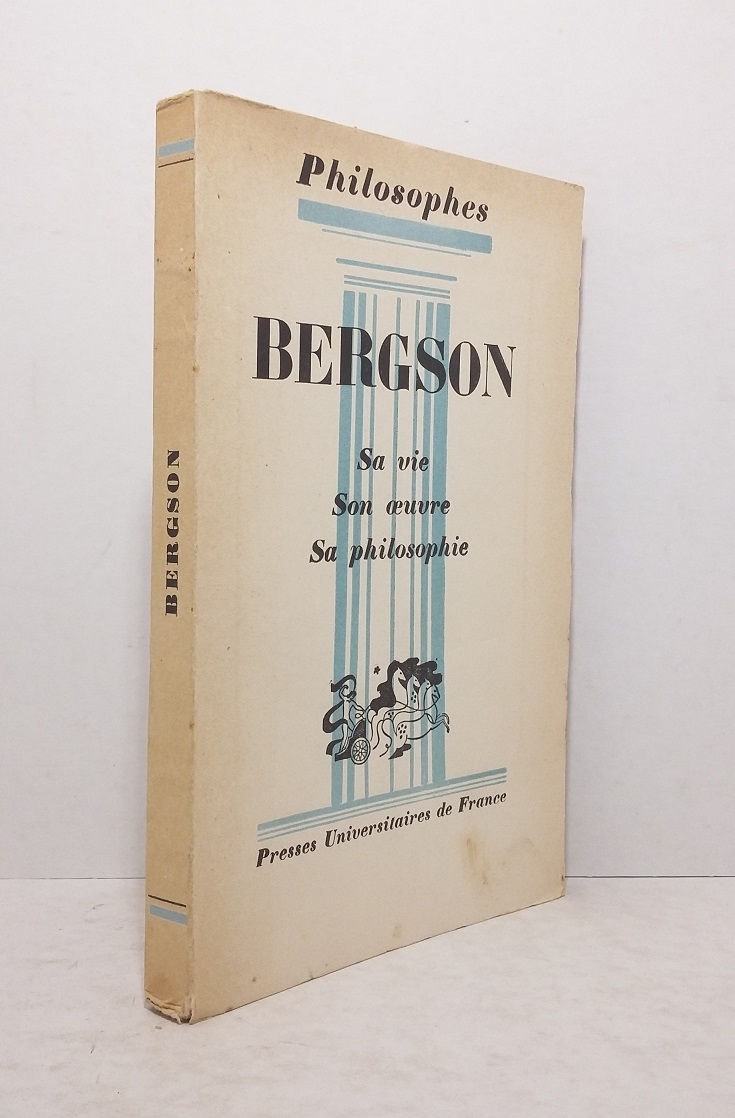 Philosophes
BERGSON
Sa vie
Son œuvre
Sa philosophie
Presses Universitaires de France
BERGSON